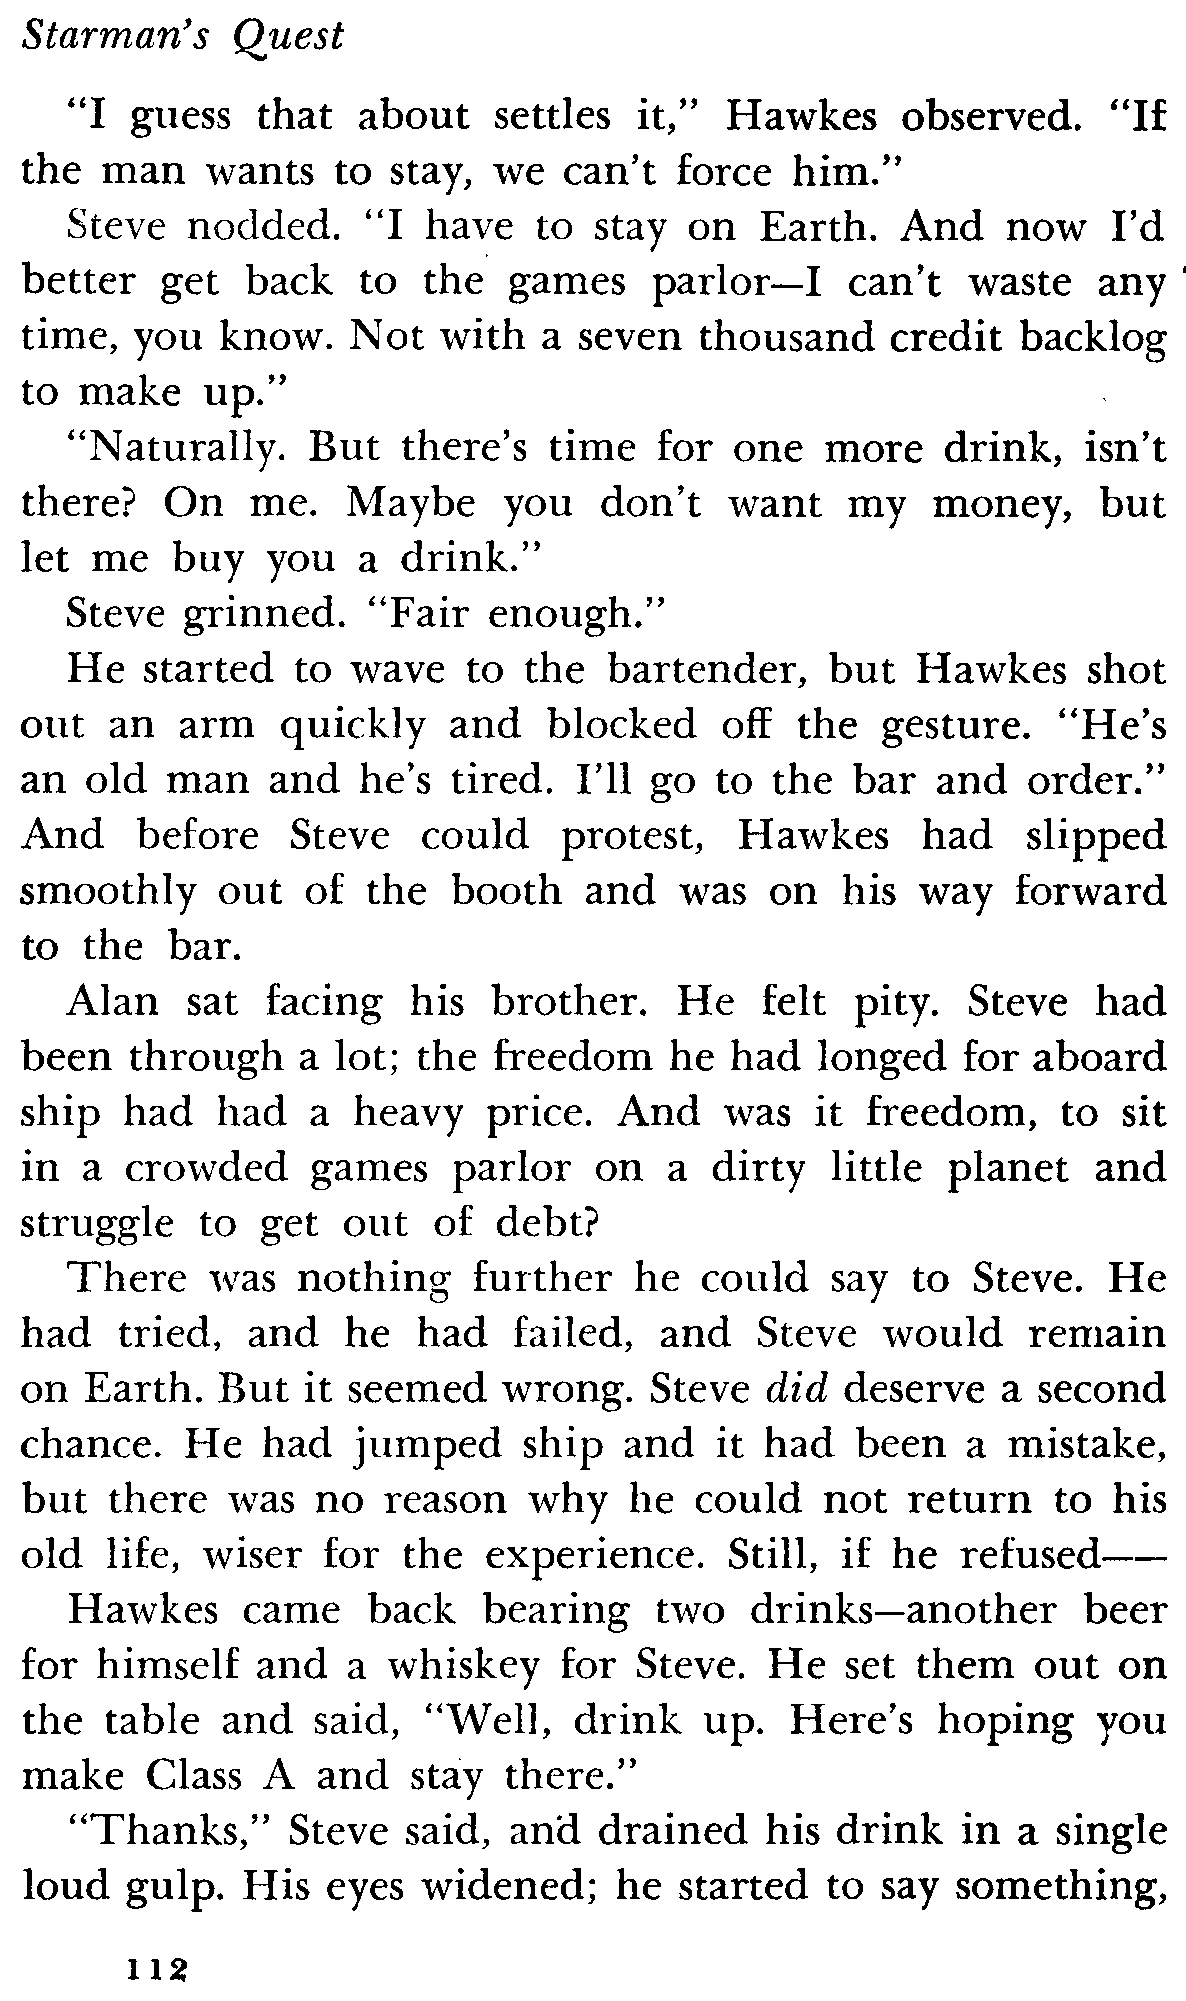 Starman's Quest
“I guess that about settles it,” Hawkes observed. “If
the man wants to stay, we can't force him.”
Steve nodded. “I have to stay on Earth. And now I'd
better get back to the games parlor—I can't waste any
time, you know. Not with a seven thousand credit backlog
to make up.”
“Naturally. But there's time for one more drink, isn't
there? On me. Maybe you don't want my money, but
let me buy you a drink.”
Steve grinned. “Fair enough.”
He started to wave to the bartender, but Hawkes shot
out an arm quickly and blocked off the gesture. “He's
an old man and he's tired. I'll go to the bar and order.”
And before Steve could protest, Hawkes had slipped
smoothly out of the booth and was on his way forward
to the bar.
Alan sat facing his brother. He felt pity. Steve had
been through a lot; the freedom he had longed for aboard
ship had had a heavy price. And was it freedom, to sit
in a crowded games parlor on a dirty little planet and
struggle to get out of debt?
There was nothing further he could say to Steve. He
had tried, and he had failed, and Steve would remain
on Earth. But it seemed wrong. Steve did deserve a second
chance. He had jumped ship and it had been a mistake,
but there was no reason why he could not return to his
old life, wiser for the experience. Still, if he refused——
Hawkes came back bearing two drinks—another beer
for himself and a whiskey for Steve. He set them out on
the table and said, “Well, drink up. Here's hoping you
make Class A and stay there.”
“Thanks,” Steve said, and drained his drink in a single
loud gulp. His eyes widened; he started to say something,
112